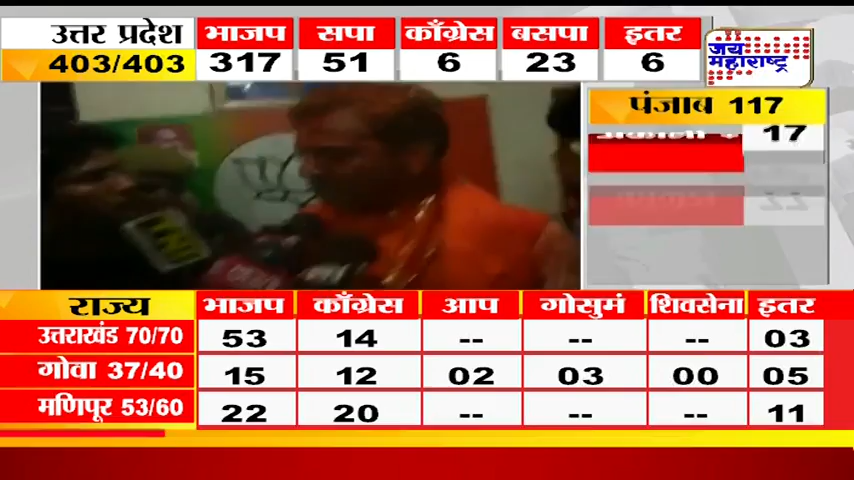 उत्तर प्रदेश भाजप सपा काँग्रेस बसपा इतर
403/403 317 51 6 23 6
जय महाराष्ट्र
पंजाब 117
17
राज्य भाजप काँग्रेस आप गोसुमं शिवसेना इतर
उत्तराखंड 70/70 53 14 -- -- -- 03
गोवा 37/40 15 12 02 03 00 05
मणिपूर 53/60 22 20 -- -- -- 11